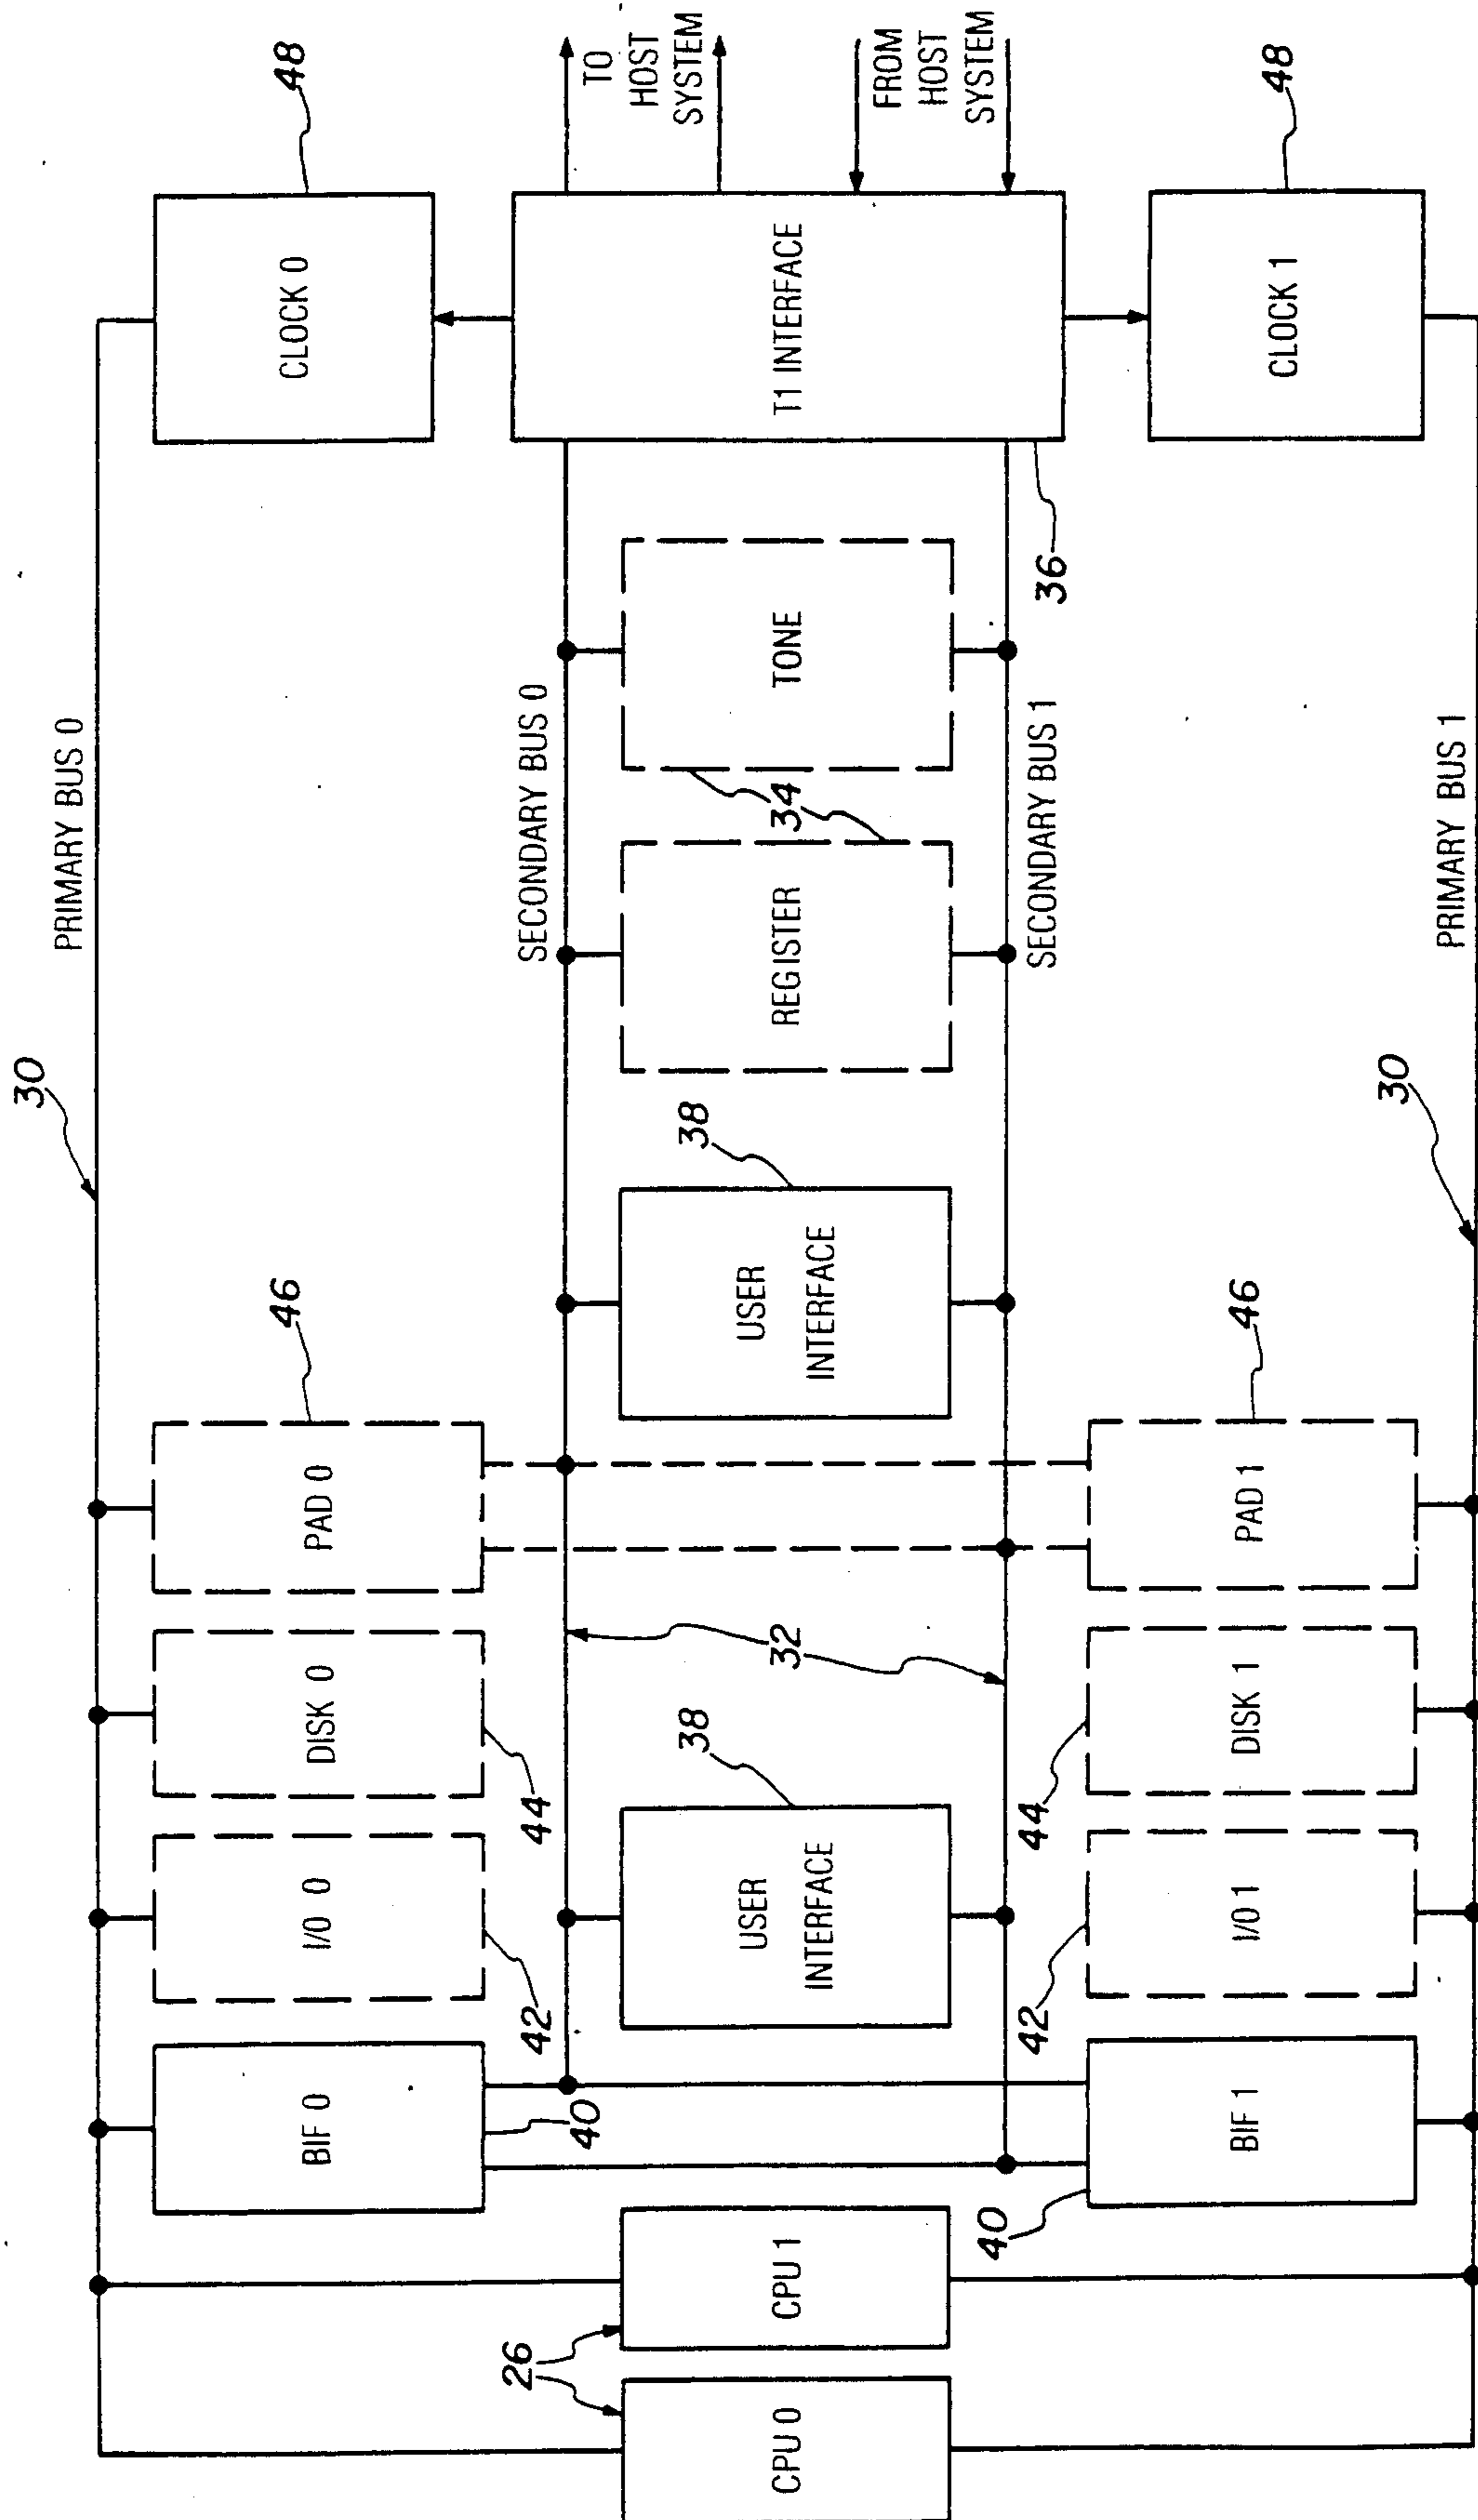 30
PRIMARY BUS 0
CPU 0
26
CPU 1
BIF 0
40
I/O 0
42
DISK 0
44
PAD 0
46
CLOCK 0
48
SECONDARY BUS 0
USER
INTERFACE
38
32
USER
INTERFACE
38
REGISTER
34
TONE
T1 INTERFACE
36
TO
HOST
SYSTEM
FROM
HOST
SYSTEM
SECONDARY BUS 1
40
BIF 1
42
I/O 1
44
DISK 1
46
PAD 1
48
CLOCK 1
30
PRIMARY BUS 1